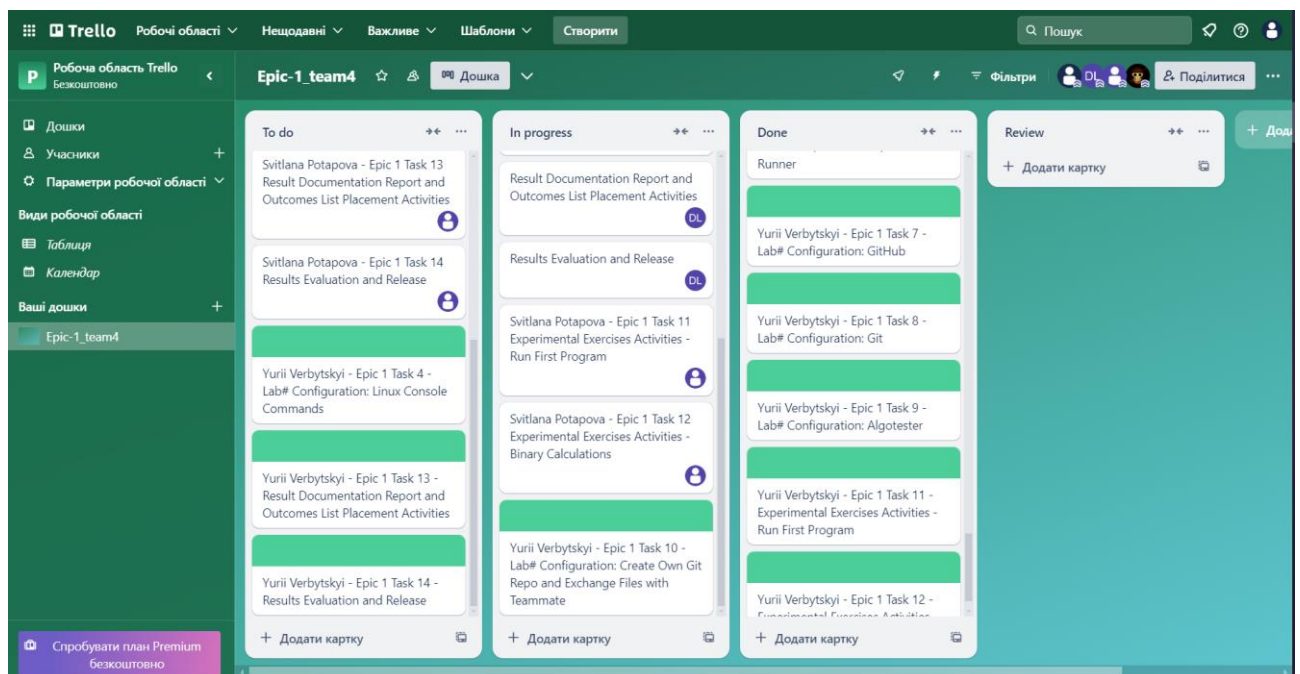 Trello Робочі області Нещодавні Важливе Шаблони Створити Пошук
P Робоча область Trello
Безкоштовно
Epic-1_team4 Дошка Фільтри DL Поділитися
Дошки
Учасники
Параметри робочої області
Види робочої області
Таблиця
Календар
Ваші дошки
Epic-1_team4
Спробувати план Premium
безкоштовно
To do
Svitlana Potapova - Epic 1 Task 13
Result Documentation Report and
Outcomes List Placement Activities
Svitlana Potapova - Epic 1 Task 14
Results Evaluation and Release
Yurii Verbytskyi - Epic 1 Task 4 -
Lab# Configuration: Linux Console
Commands
Yurii Verbytskyi - Epic 1 Task 13 -
Result Documentation Report and
Outcomes List Placement Activities
Yurii Verbytskyi - Epic 1 Task 14 -
Results Evaluation and Release
+ Додати картку
In progress
Result Documentation Report and
Outcomes List Placement Activities
DL
Results Evaluation and Release
DL
Svitlana Potapova - Epic 1 Task 11
Experimental Exercises Activities -
Run First Program
Svitlana Potapova - Epic 1 Task 12
Experimental Exercises Activities -
Binary Calculations
Yurii Verbytskyi - Epic 1 Task 10 -
Lab# Configuration: Create Own Git
Repo and Exchange Files with
Teammate
+ Додати картку
Done
Runner
Yurii Verbytskyi - Epic 1 Task 7 -
Lab# Configuration: GitHub
Yurii Verbytskyi - Epic 1 Task 8 -
Lab# Configuration: Git
Yurii Verbytskyi - Epic 1 Task 9 -
Lab# Configuration: Algotester
Yurii Verbytskyi - Epic 1 Task 11 -
Experimental Exercises Activities -
Run First Program
Yurii Verbytskyi - Epic 1 Task 12 -
Experimental Exercises Activities
+ Додати картку
Review
+ Додати картку
+ Дода